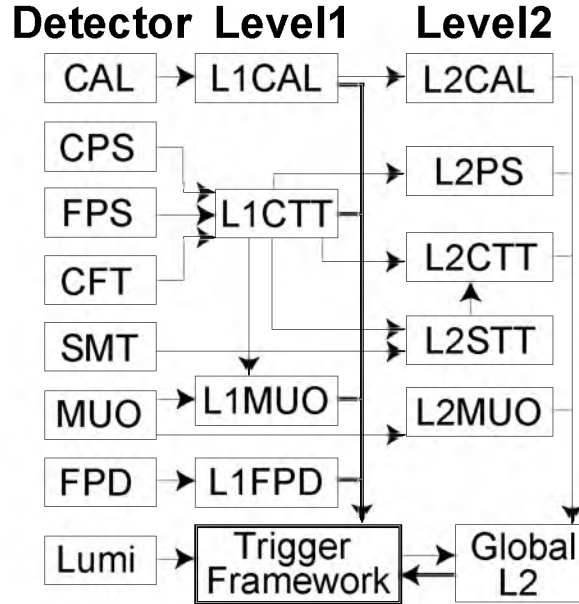 Detector Level1 Level2
CAL L1CAL L2CAL
CPS
L2PS
FPS L1CTT
CFT L2CTT
SMT L2STT
MUO L1MUO L2MUO
FPD L1FPD
Lumi
Trigger
Framework
Global
L2